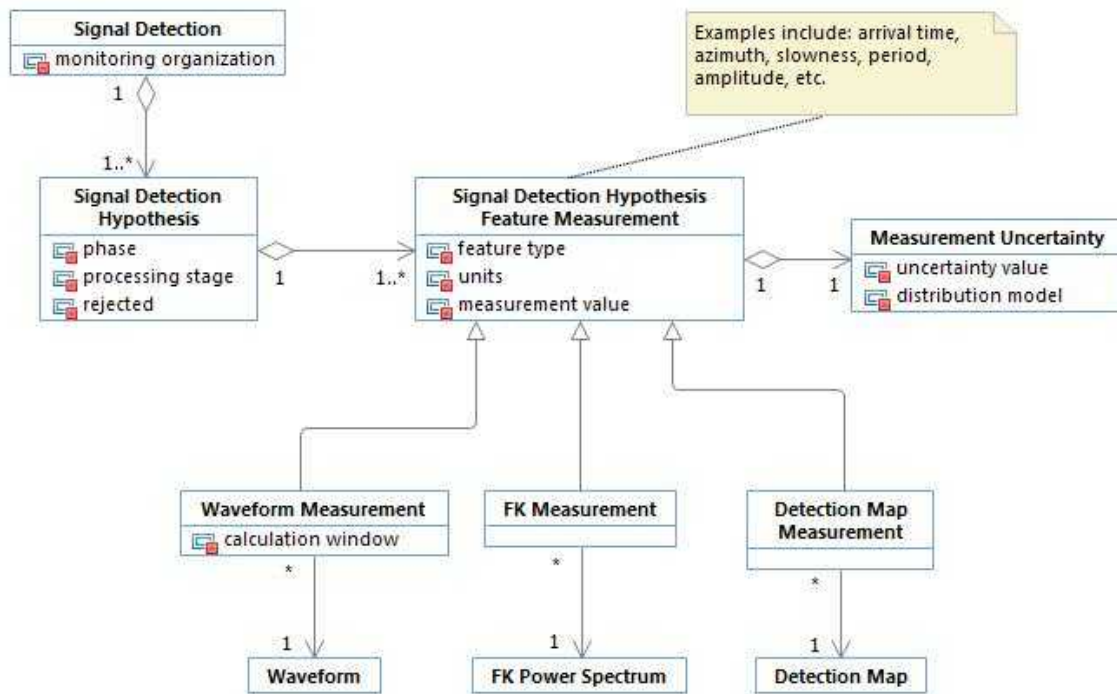 Signal Detection
monitoring organization
Examples include: arrival time,
azimuth, slowness, period,
amplitude, etc.
1
1..*
Signal Detection
Hypothesis
phase
processing stage
rejected
1
1..*
Signal Detection Hypothesis
Feature Measurement
feature type
units
measurement value
1
1
Measurement Uncertainty
uncertainty value
distribution model
Waveform Measurement
calculation window
FK Measurement
Detection Map
Measurement
*
*
*
1
1
1
Waveform
FK Power Spectrum
Detection Map